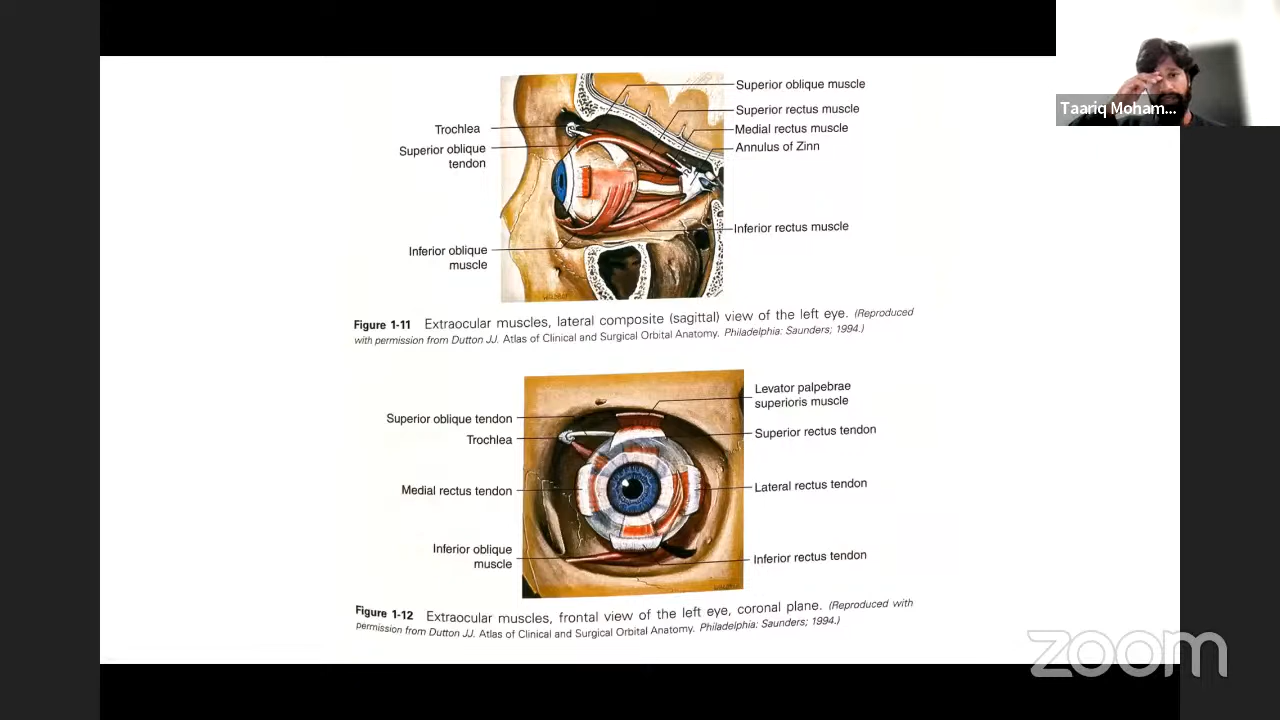 Taariq Moham...
Superior oblique muscle
Superior rectus muscle
Trochlea
Medial rectus muscle
Superior oblique
tendon
Annulus of Zinn
Inferior rectus muscle
Inferior oblique
muscle
Figure 1-11 Extraocular muscles, lateral composite (sagittal) view of the left eye. (Reproduced
with permission from Dutton JJ. Atlas of Clinical and Surgical Orbital Anatomy. Philadelphia: Saunders; 1994.)
Levator palpebrae
superioris muscle
Superior oblique tendon
Superior rectus tendon
Trochlea
Medial rectus tendon
Lateral rectus tendon
Inferior oblique
muscle
Inferior rectus tendon
Figure 1-12 Extraocular muscles, frontal view of the left eye, coronal plane. (Reproduced with
permission from Dutton JJ. Atlas of Clinical and Surgical Orbital Anatomy. Philadelphia: Saunders; 1994.)
zoom